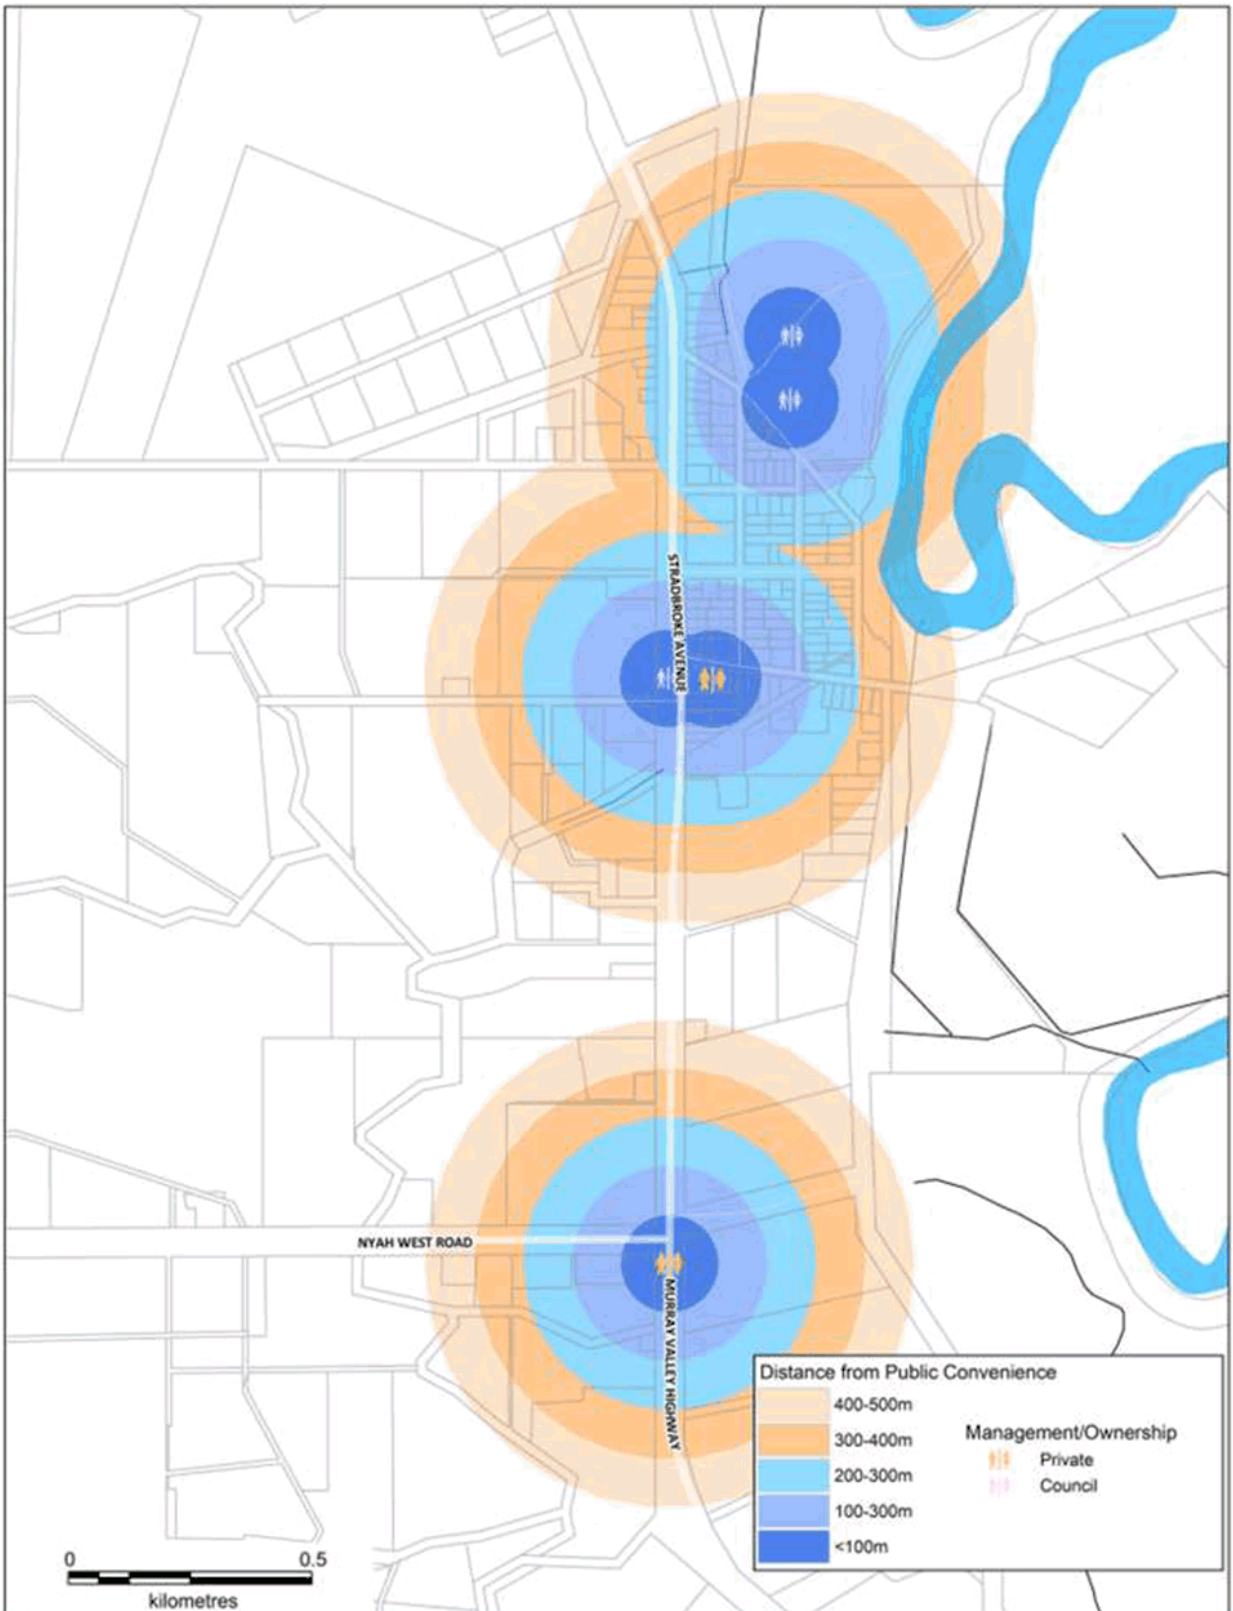 STRADBROKE AVENUE
NYAH WEST ROAD
MURRAY VALLEY HIGHWAY
Distance from Public Convenience
400-500m
300-400m
200-300m
100-300m
<100m
Management/Ownership
Private
Council
0 0.5
kilometres